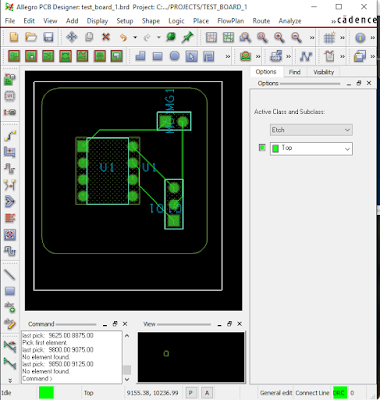 Allegro PCB Designer: test_board_1.brd Project: C:.../PROJECTS/TEST_BOARD_1
File Edit View Add Display Setup Shape Logic Place FlowPlan Route Analyze »
cadence
Options Find Visibility
Options
Active Class and Subclass:
Etch
Top
U1 U1
Command
last pick: 9625.00 8875.00
Pick first element.
last pick: 9800.00 9075.00
No element found.
last pick: 9850.00 9125.00
No element found.
Command >
View
Idle Top 9155.38, 10236.99 P A General edit: Connect Line DRC 0